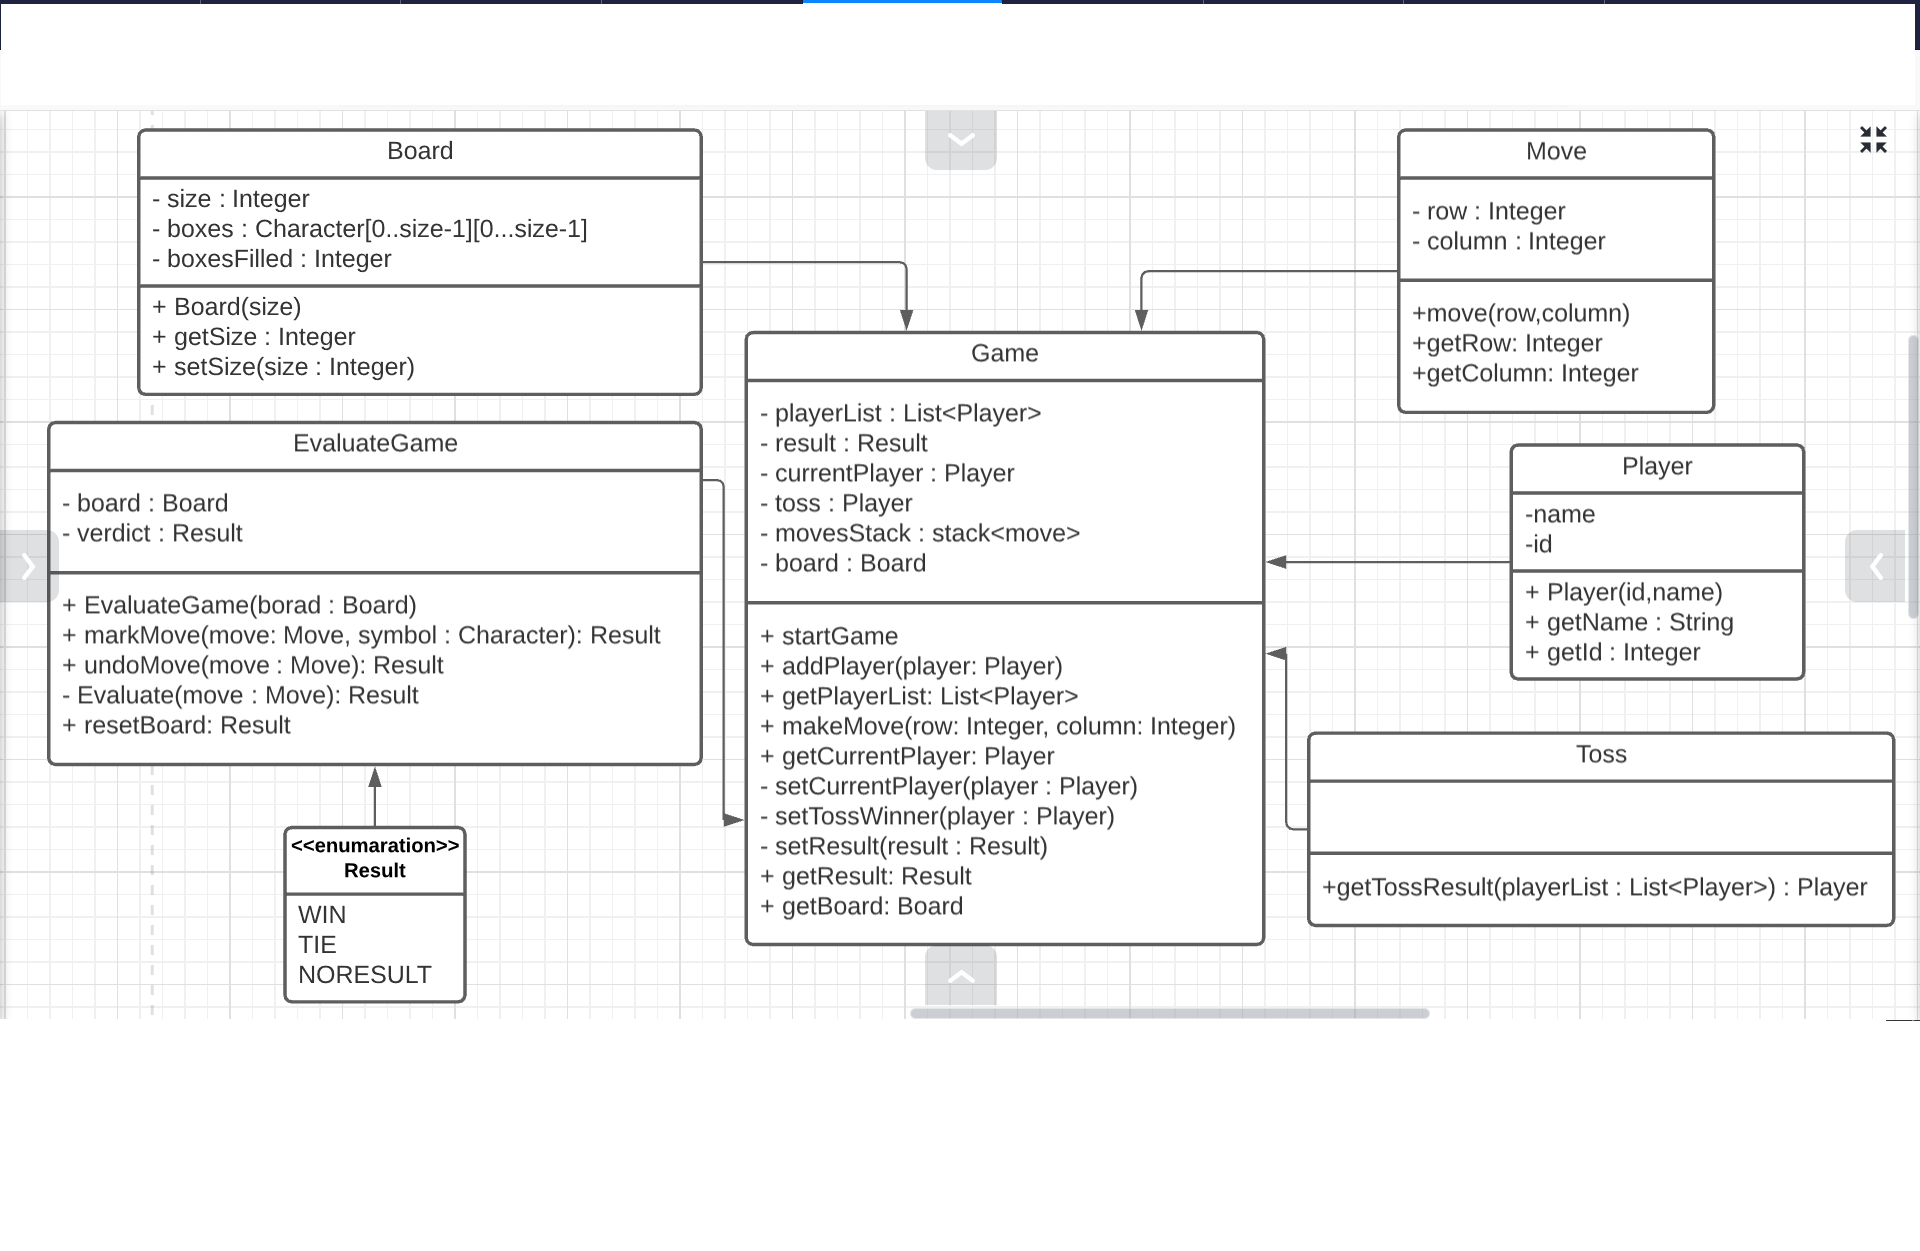 Board
- size : Integer
- boxes : Character[0..size-1][0...size-1]
- boxesFilled : Integer
+ Board(size)
+ getSize : Integer
+ setSize(size : Integer)
EvaluateGame
- board : Board
- verdict : Result
+ EvaluateGame(borad : Board)
+ markMove(move: Move, symbol : Character): Result
+ undoMove(move : Move): Result
- Evaluate(move : Move): Result
+ resetBoard: Result
<<enumaration>>
Result
WIN
TIE
NORESULT
Game
- playerList : List<Player>
- result : Result
- currentPlayer : Player
- toss : Player
- movesStack : stack<move>
- board : Board
+ startGame
+ addPlayer(player: Player)
+ getPlayerList: List<Player>
+ makeMove(row: Integer, column: Integer)
+ getCurrentPlayer: Player
- setCurrentPlayer(player : Player)
- setTossWinner(player : Player)
- setResult(result : Result)
+ getResult: Result
+ getBoard: Board
Move
- row : Integer
- column : Integer
+move(row,column)
+getRow: Integer
+getColumn: Integer
Player
-name
-id
+ Player(id,name)
+ getName : String
+ getId : Integer
Toss
+getTossResult(playerList : List<Player>) : Player